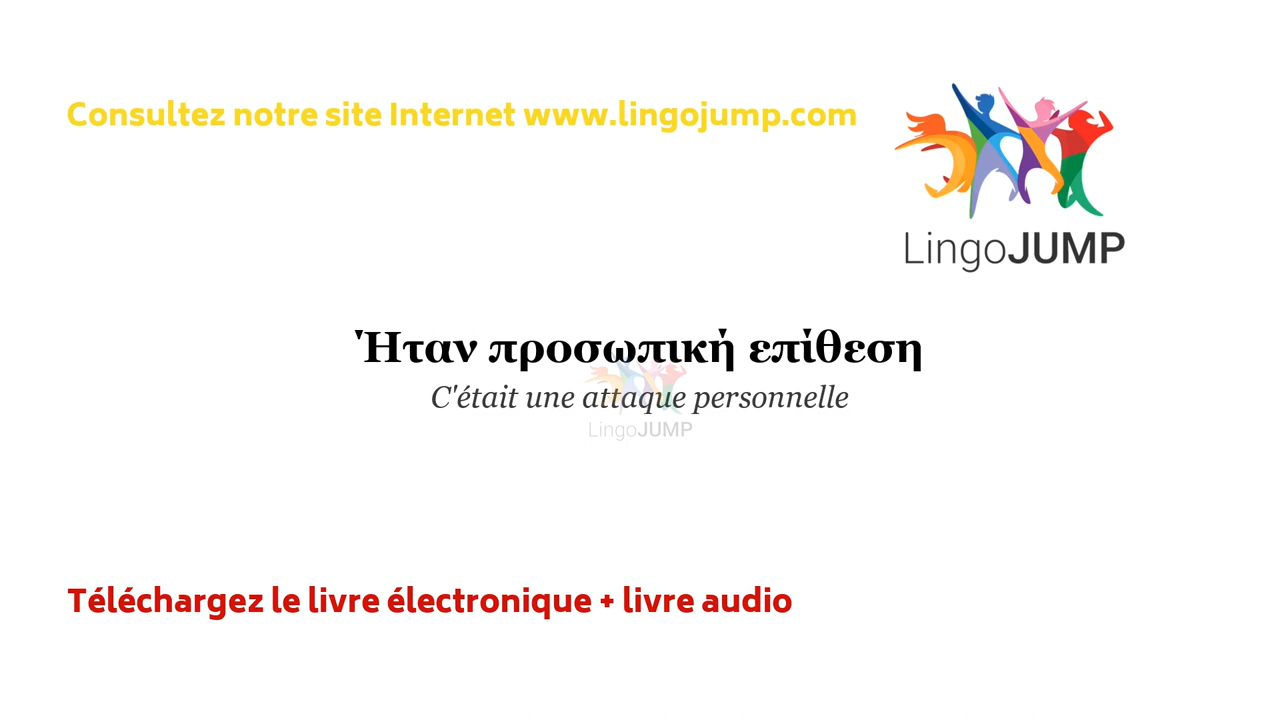 Consultez notre site Internet www.lingojump.com
LingoJUMP
Ήταν προσωπική επίθεση
C'était une attaque personnelle
LingoJUMP
Téléchargez le livre électronique + livre audio